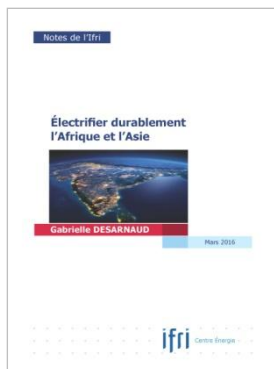 Notes de l'Ifri
Électrifier durablement
l'Afrique et l'Asie
Gabrielle DESARNAUD
Mars 2016
ifri Centre Énergie